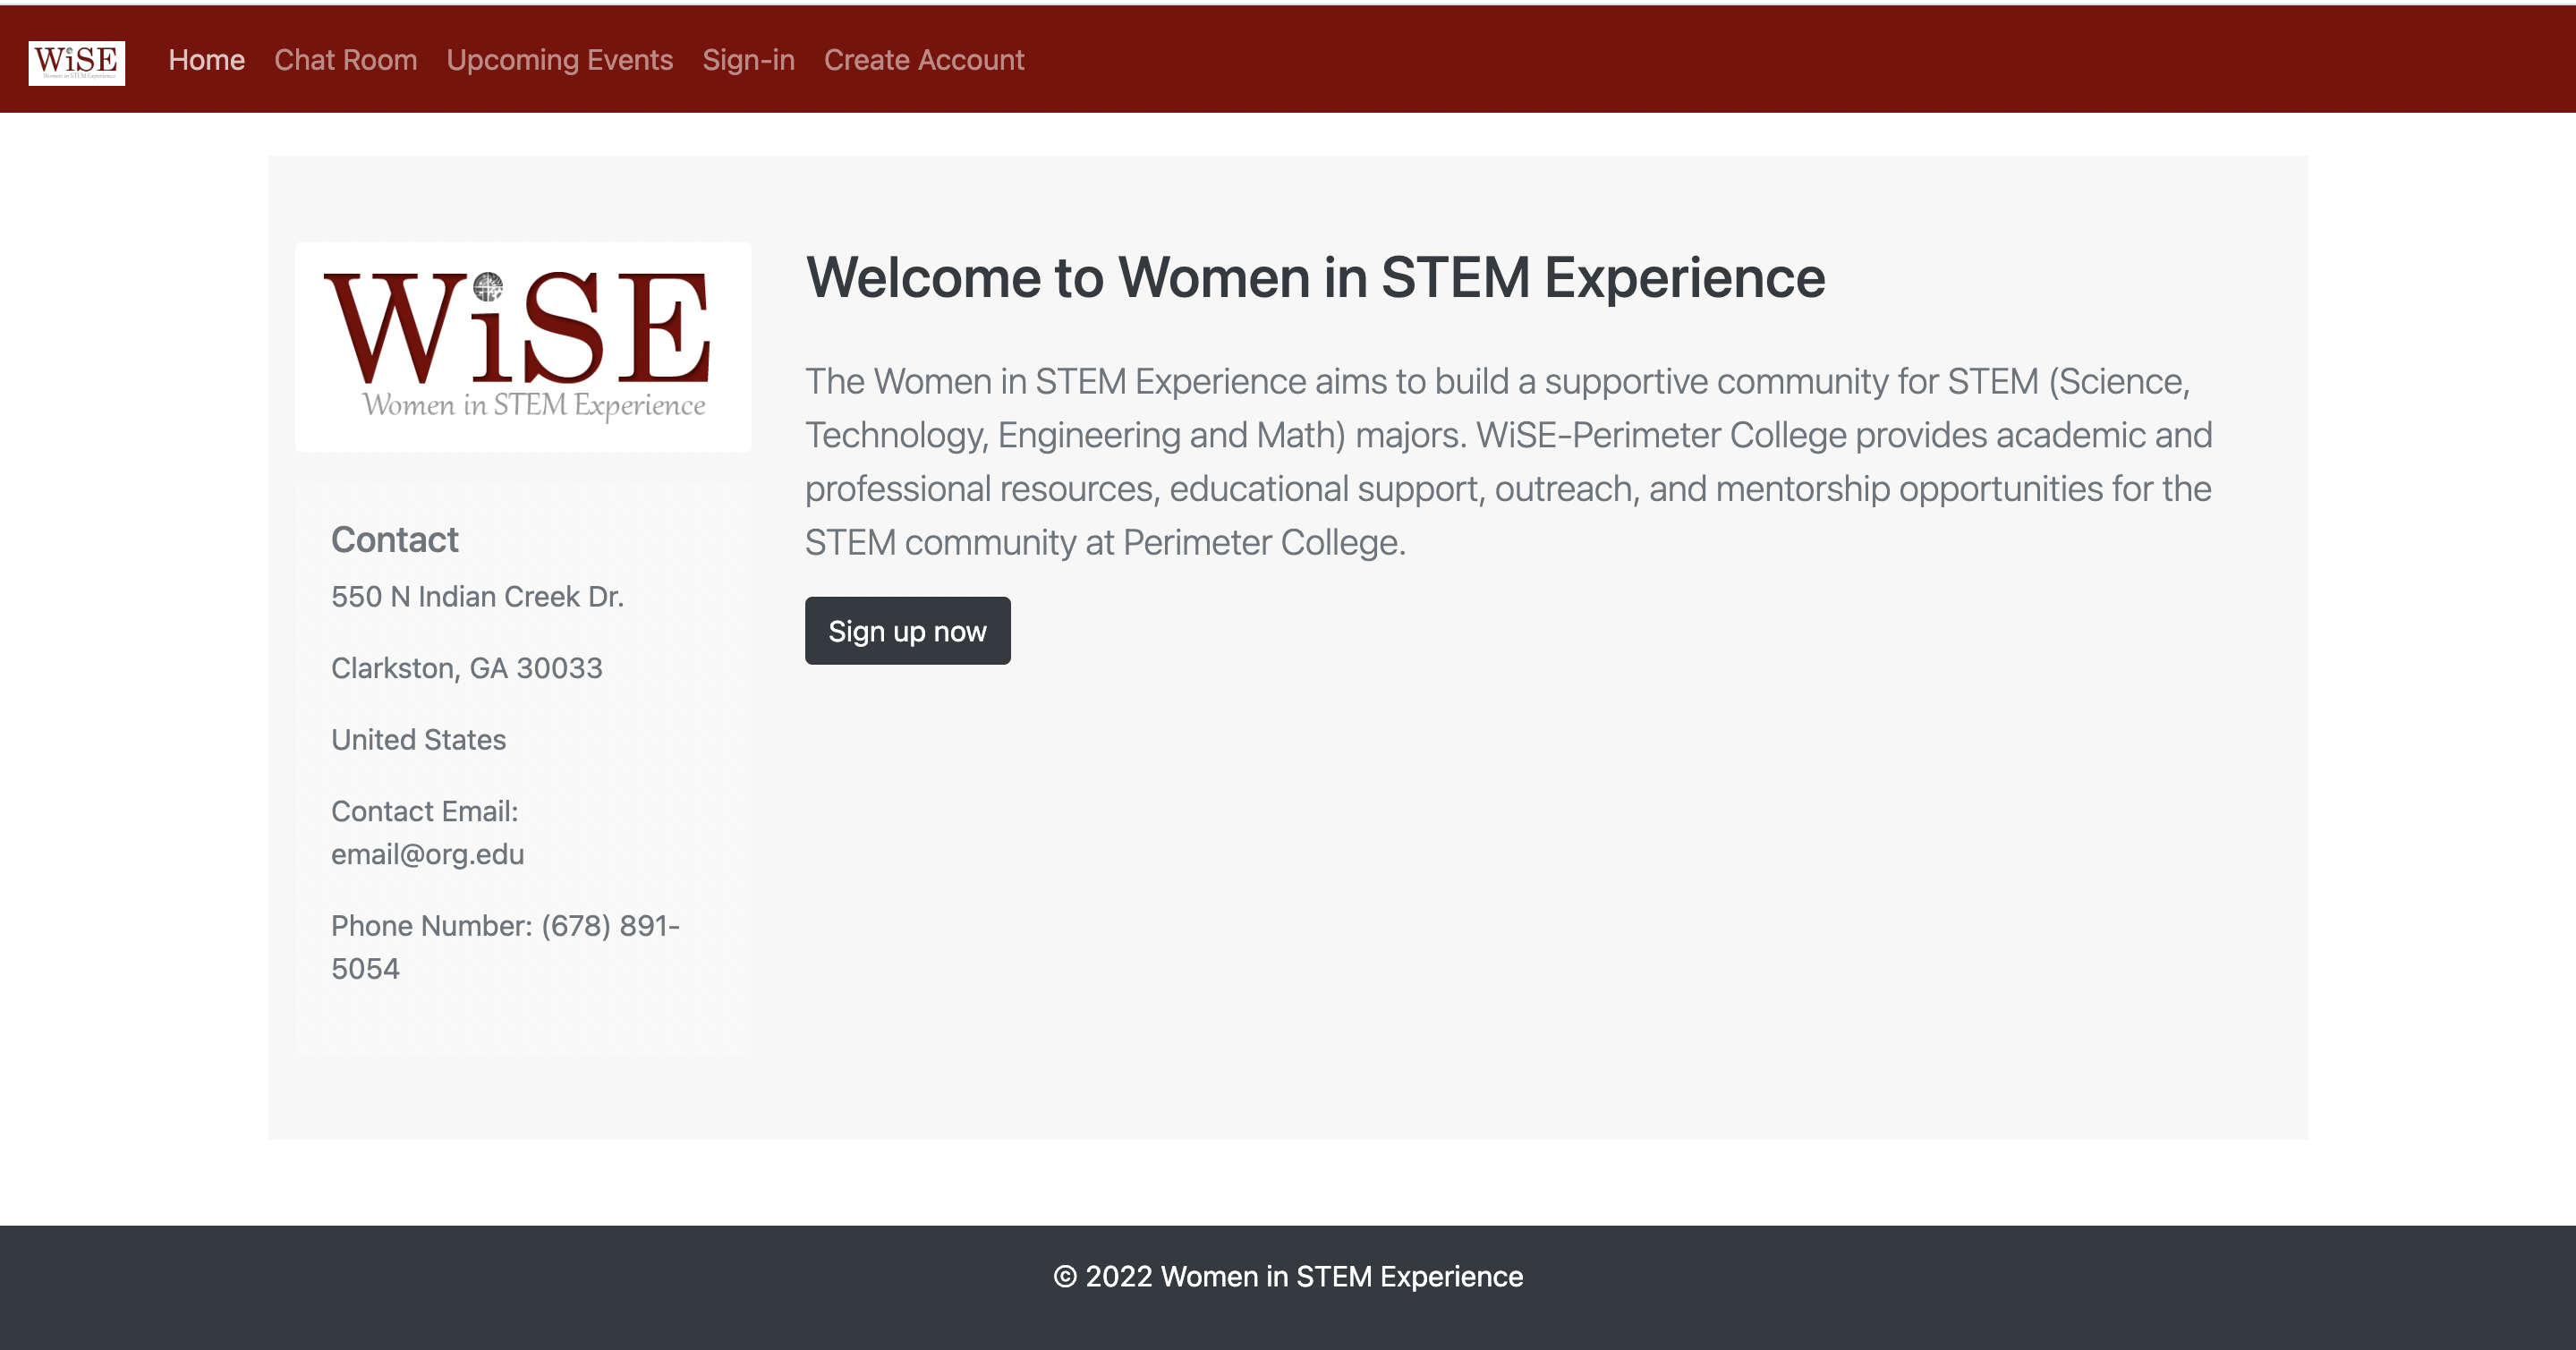 WiSE
Women in STEM Experience
Home Chat Room Upcoming Events Sign-in Create Account
WiSE
Women in STEM Experience
Contact
550 N Indian Creek Dr.
Clarkston, GA 30033
United States
Contact Email:
email@org.edu
Phone Number: (678) 891-
5054
Welcome to Women in STEM Experience
The Women in STEM Experience aims to build a supportive community for STEM (Science,
Technology, Engineering and Math) majors. WiSE-Perimeter College provides academic and
professional resources, educational support, outreach, and mentorship opportunities for the
STEM community at Perimeter College.
Sign up now
© 2022 Women in STEM Experience